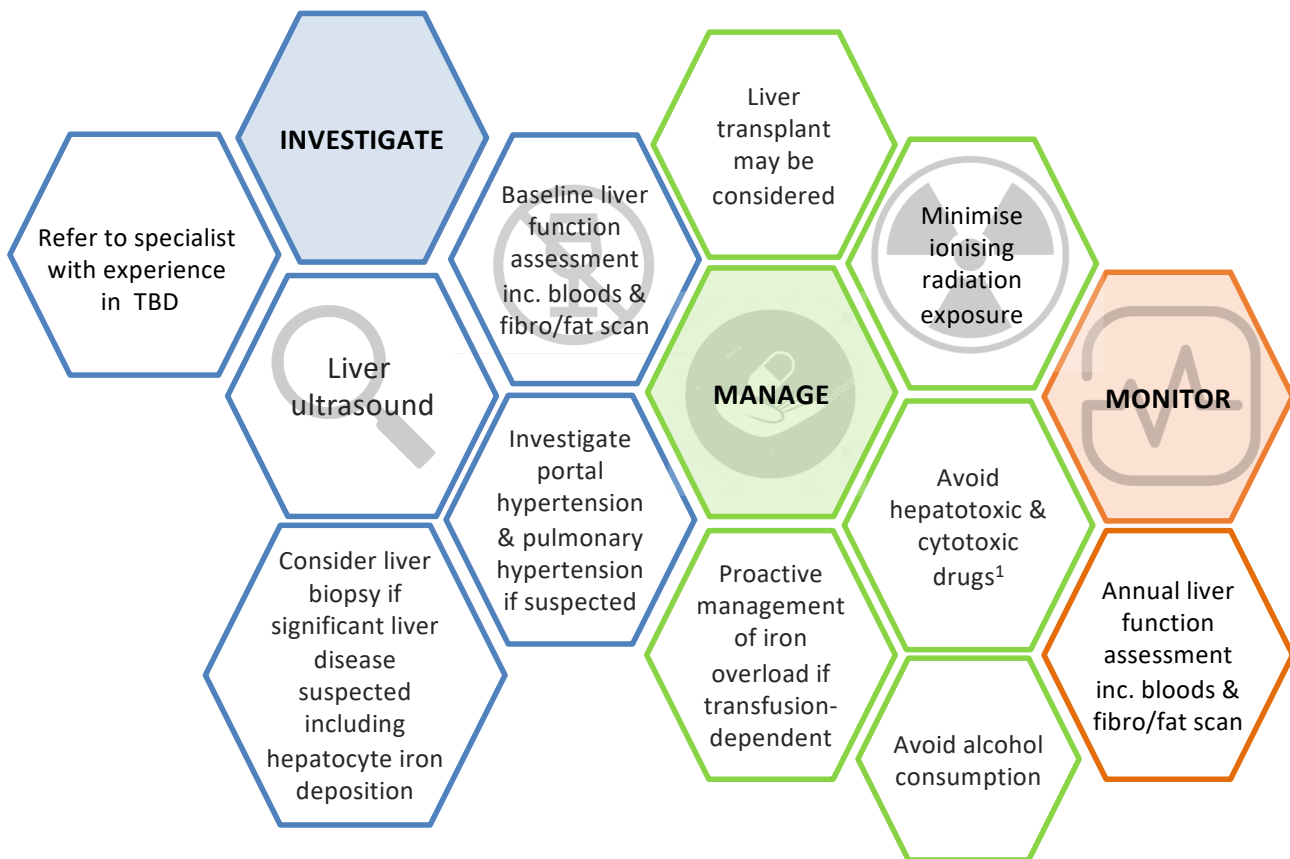 INVESTIGATE
Refer to specialist
with experience
in TBD
Baseline liver
function
assessment
inc. bloods &
fibro/fat scan
Liver
ultrasound
Investigate
portal
hypertension
& pulmonary
hypertension
if suspected
Consider liver
biopsy if
significant liver
disease
suspected
including
hepatocyte iron
deposition
Liver
transplant
may be
considered
Minimise
ionising
radiation
exposure
MANAGE
Avoid
hepatotoxic &
cytotoxic
drugs¹
Proactive
management
of iron
overload if
transfusion-
dependent
Avoid alcohol
consumption
MONITOR
Annual liver
function
assessment
inc. bloods &
fibro/fat scan